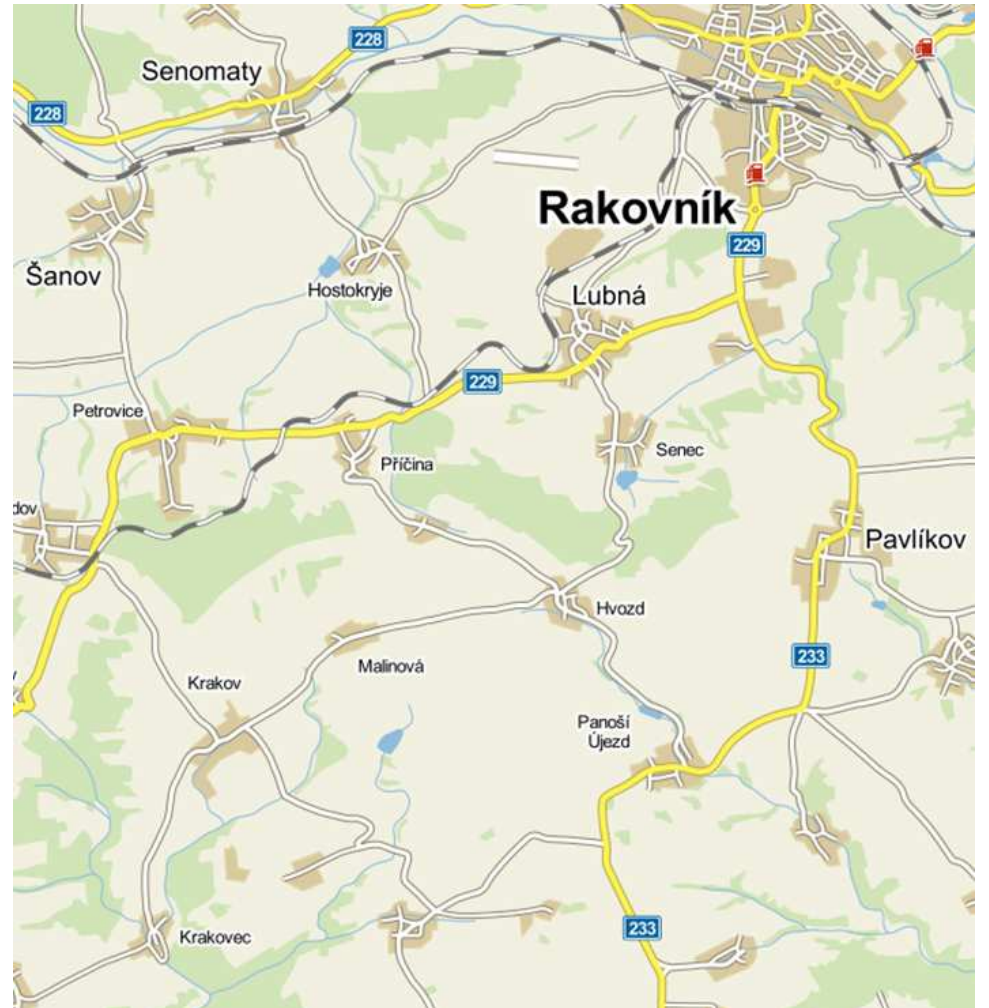 228
Senomaty
228
Rakovník
229
Šanov
Hostokryje
Lubná
229
Petrovice
Příčina
Senec
dov
Pavlíkov
Hvozd
Malinová
233
Krakov
Panoší
Újezd
Krakovec
233